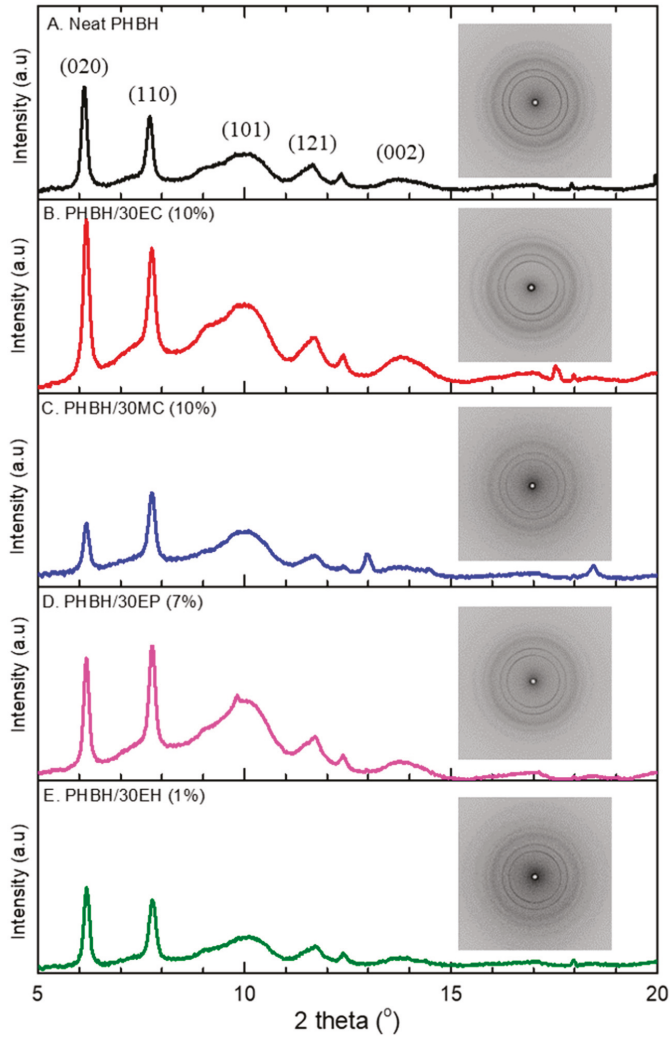 A. Neat PHBH
(020)
(110)
(101)
(121)
(002)
Intensity (a.u)
B. PHBH/30EC (10%)
Intensity (a.u)
C. PHBH/30MC (10%)
Intensity (a.u)
D. PHBH/30EP (7%)
Intensity (a.u)
E. PHBH/30EH (1%)
Intensity (a.u)
5 10 15 20
2 theta (°)